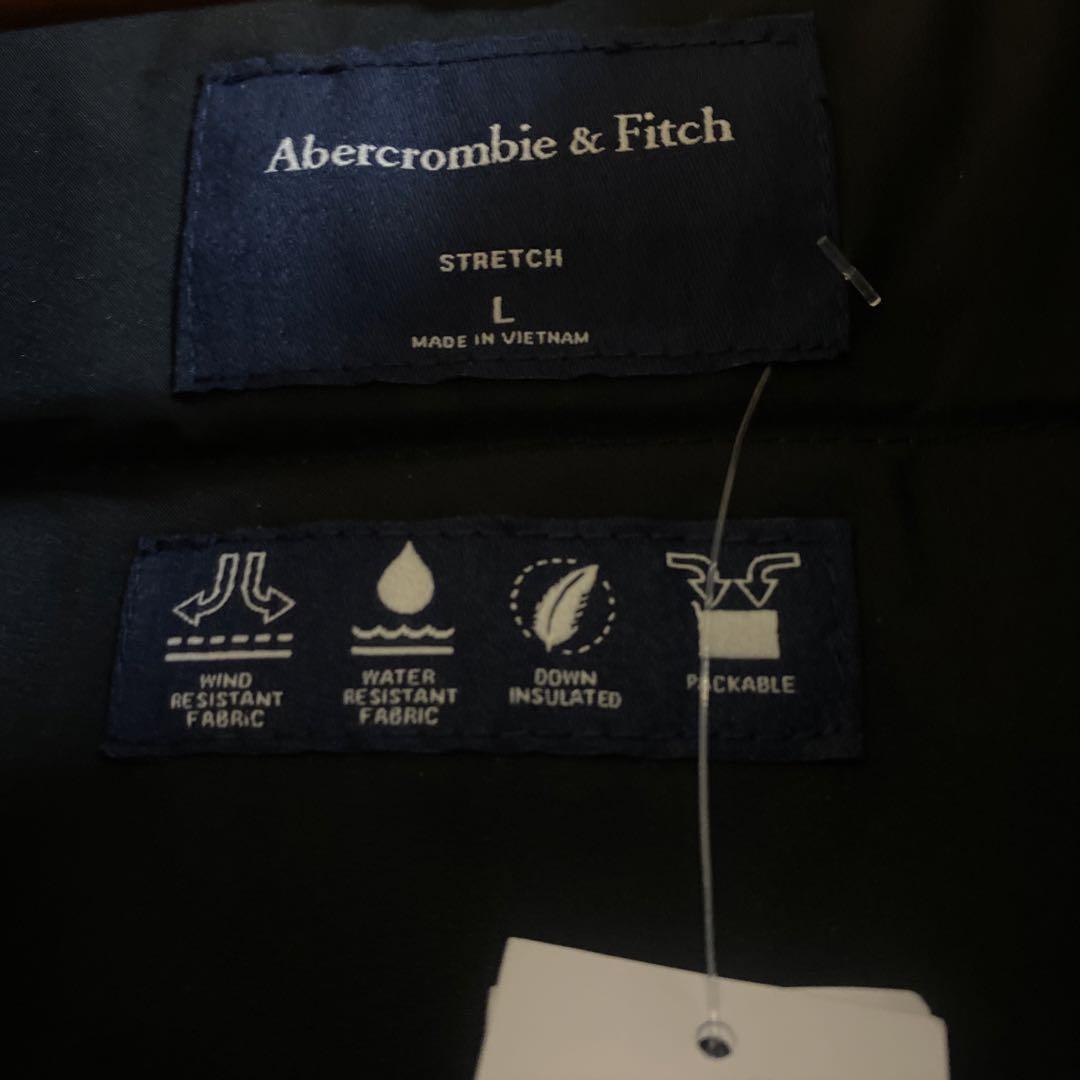 Abercrombie & Fitch
STRETCH
L
MADE IN VIETNAM
WIND
RESISTANT
FABRIC
WATER
RESISTANT
FABRIC
DOWN
INSULATED
PACKABLE